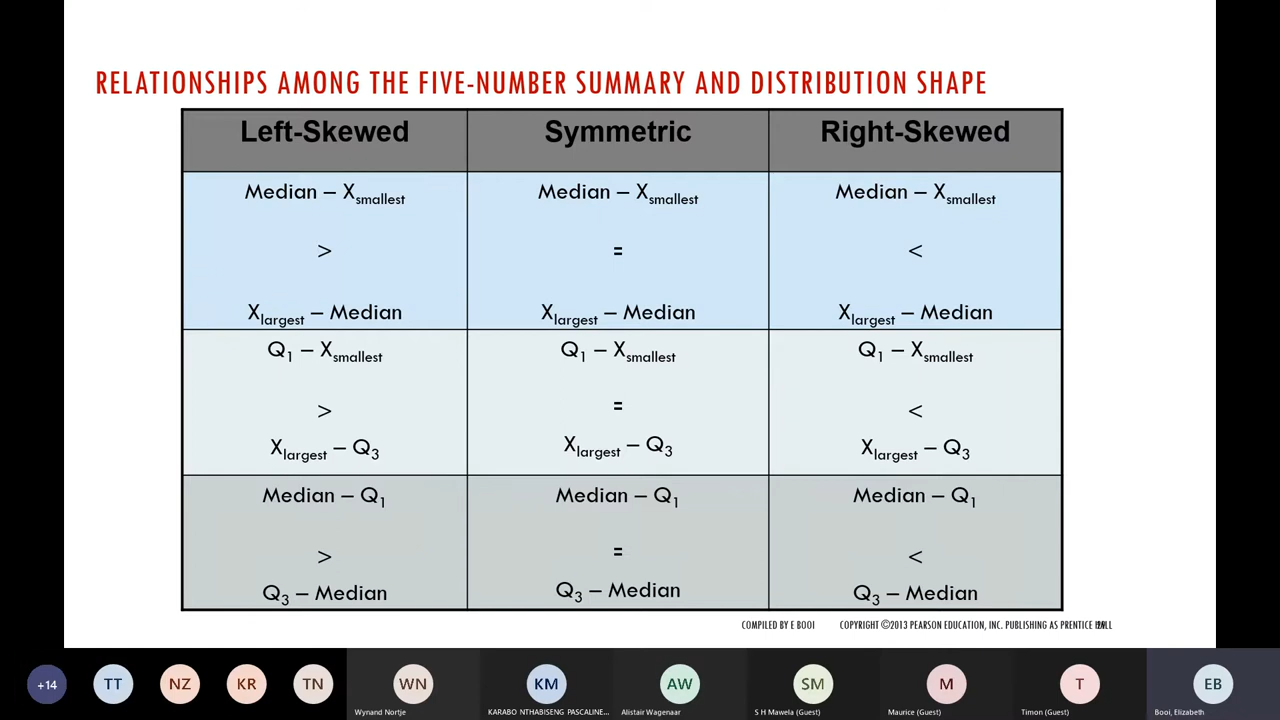 RELATIONSHIPS AMONG THE FIVE-NUMBER SUMMARY AND DISTRIBUTION SHAPE
Left-Skewed Symmetric Right-Skewed
Median – Xsmallest Median – Xsmallest Median – Xsmallest
> = <
Xlargest – Median Xlargest – Median Xlargest – Median
Q1 – Xsmallest Q1 – Xsmallest Q1 – Xsmallest
> = <
Xlargest – Q3 Xlargest – Q3 Xlargest – Q3
Median – Q1 Median – Q1 Median – Q1
> = <
Q3 – Median Q3 – Median Q3 – Median
COMPILED BY E BOOI COPYRIGHT ©2013 PEARSON EDUCATION, INC. PUBLISHING AS PRENTICE
+14 TT NZ KR TN WN KM AW SM M T EB
Wynand Nortje KARABO NTHABISENG PASCALINE... Alistair Wagenaar S H Mawela (Guest) Maurice (Guest) Timon (Guest) Booi, Elizabeth